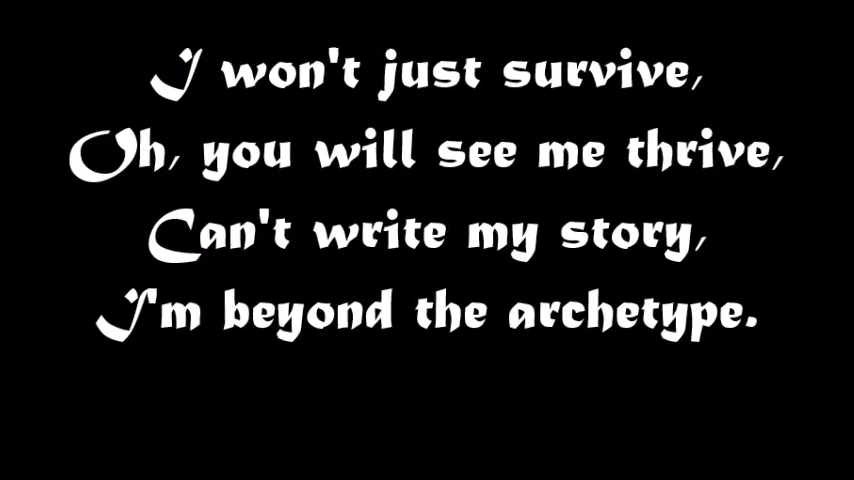 I won't just survive,
Oh, you will see me thrive,
Can't write my story,
I'm beyond the archetype.